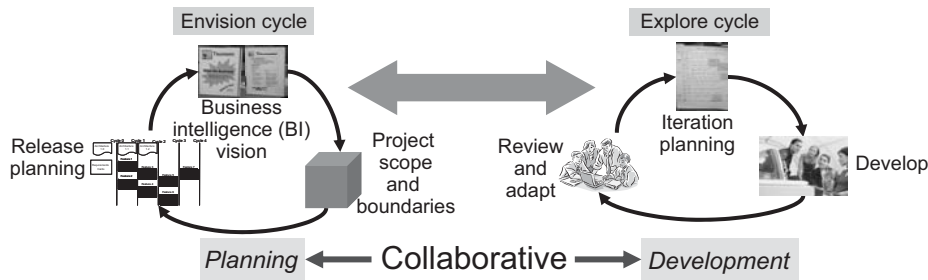 Envision cycle
Explore cycle
Business
intelligence (BI)
vision
Iteration
planning
Release
planning
Project
scope
and
boundaries
Review
and
adapt
Develop
Planning
Collaborative
Development